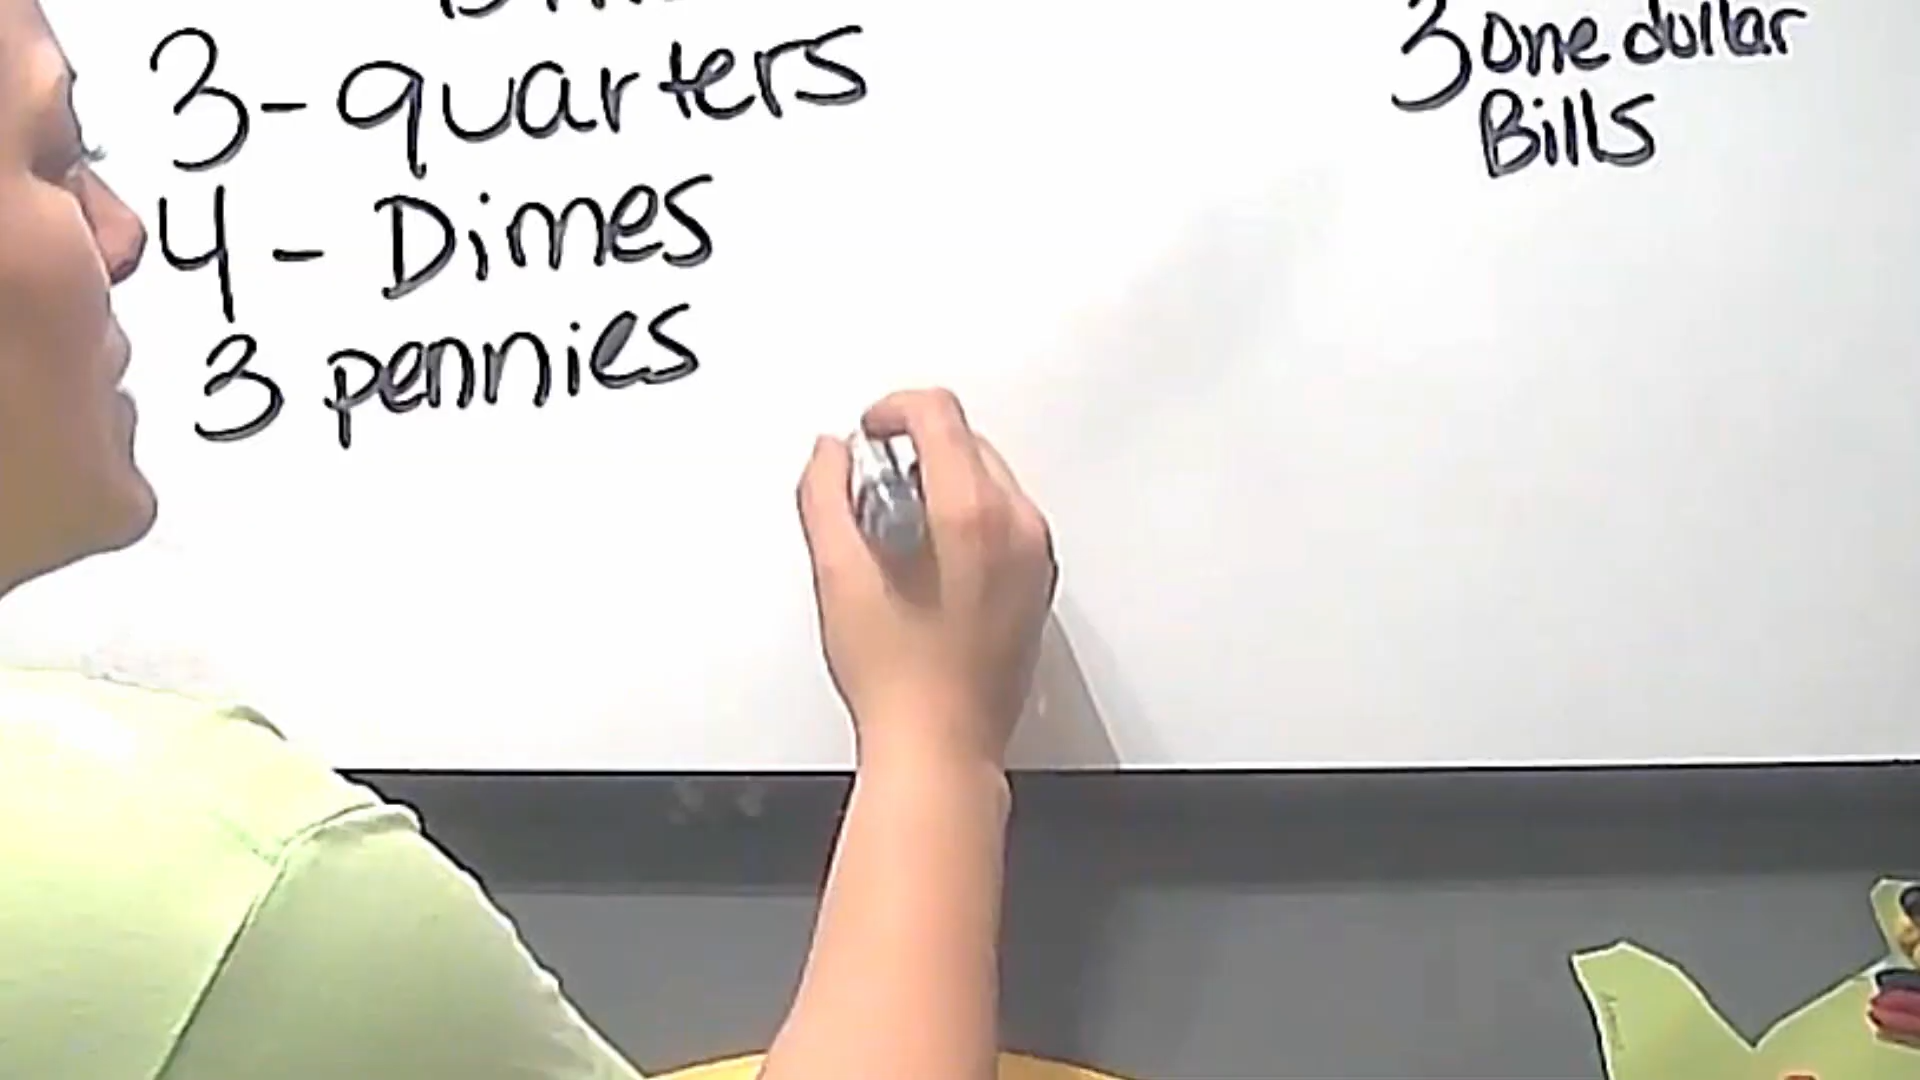 3 - quarters
4 - Dimes
3 pennies
3 One dollar
Bills